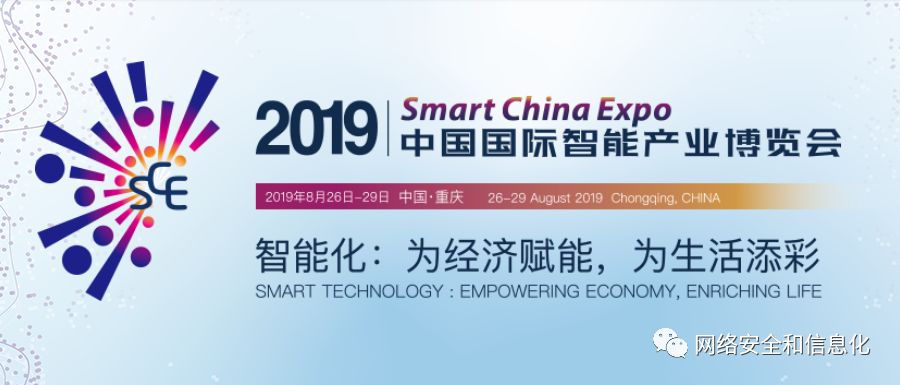 SCE
2019
Smart China Expo
中国国际智能产业博览会
2019年8月26日-29日 中国·重庆 26-29 August 2019 Chongqing, CHINA
智能化：为经济赋能，为生活添彩
SMART TECHNOLOGY : EMPOWERING ECONOMY, ENRICHING LIFE
网络安全和信息化